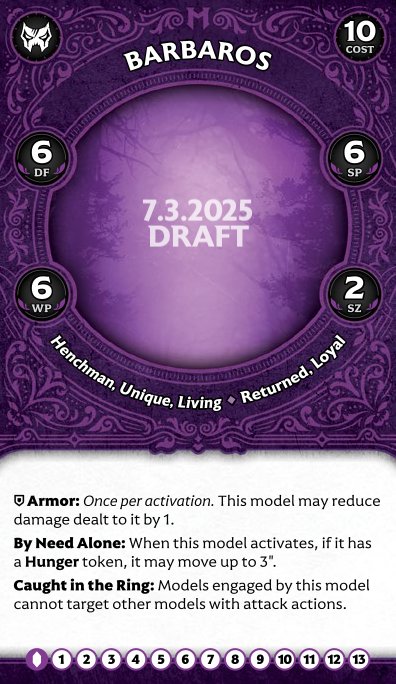 BARBAROS
10
COST
6
DF
6
SP
7.3.2025
DRAFT
6
WP
2
SZ
Henchman, Unique, Living ◆ Returned, Loyal
Armor: Once per activation. This model may reduce
damage dealt to it by 1.
By Need Alone: When this model activates, if it has
a Hunger token, it may move up to 3".
Caught in the Ring: Models engaged by this model
cannot target other models with attack actions.
1 2 3 4 5 6 7 8 9 10 11 12 13